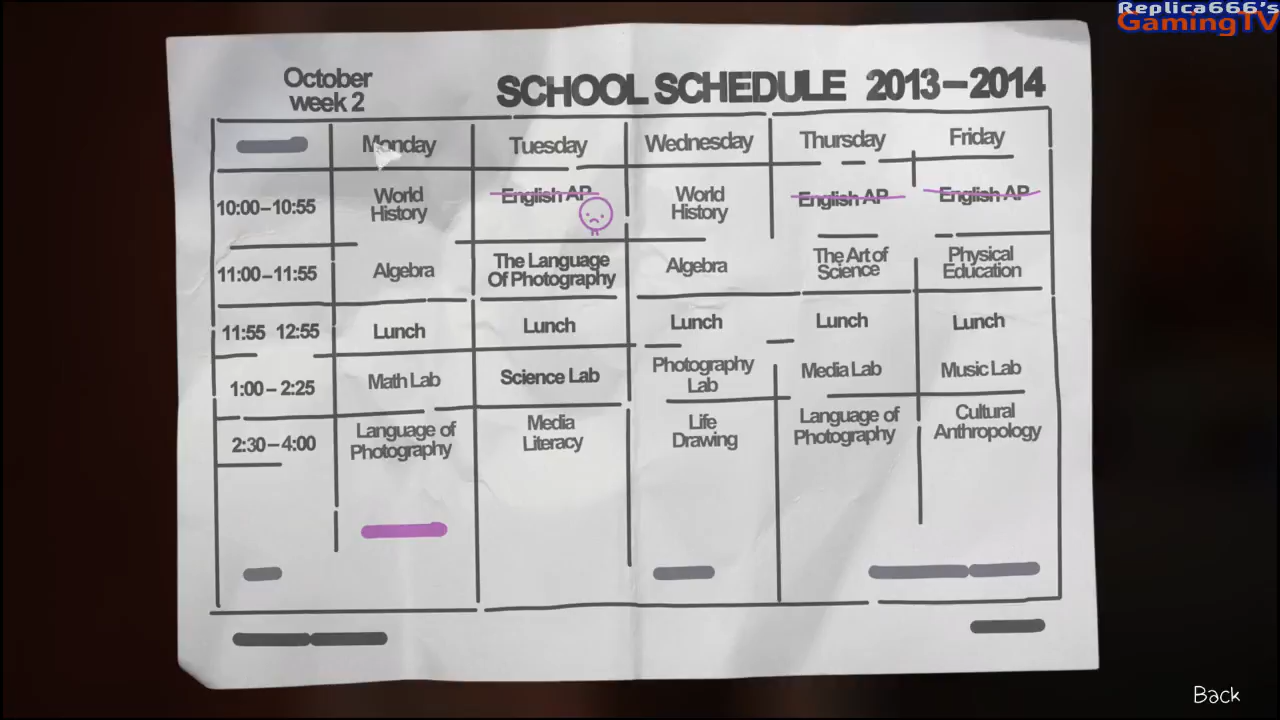 Replica666's
GamingTV
October
week 2
SCHOOL SCHEDULE 2013-2014
Monday
Tuesday
Wednesday
Thursday
Friday
10:00-10:55
World
History
English AP
World
History
English AP
English AP
11:00-11:55
Algebra
The Language
Of Photography
Algebra
The Art of
Science
Physical
Education
11:55 12:55
Lunch
Lunch
Lunch
Lunch
Lunch
1:00-2:25
Math Lab
Science Lab
Photography
Lab
Media Lab
Music Lab
2:30-4:00
Language of
Photography
Media
Literacy
Life
Drawing
Language of
Photography
Cultural
Anthropology
Back